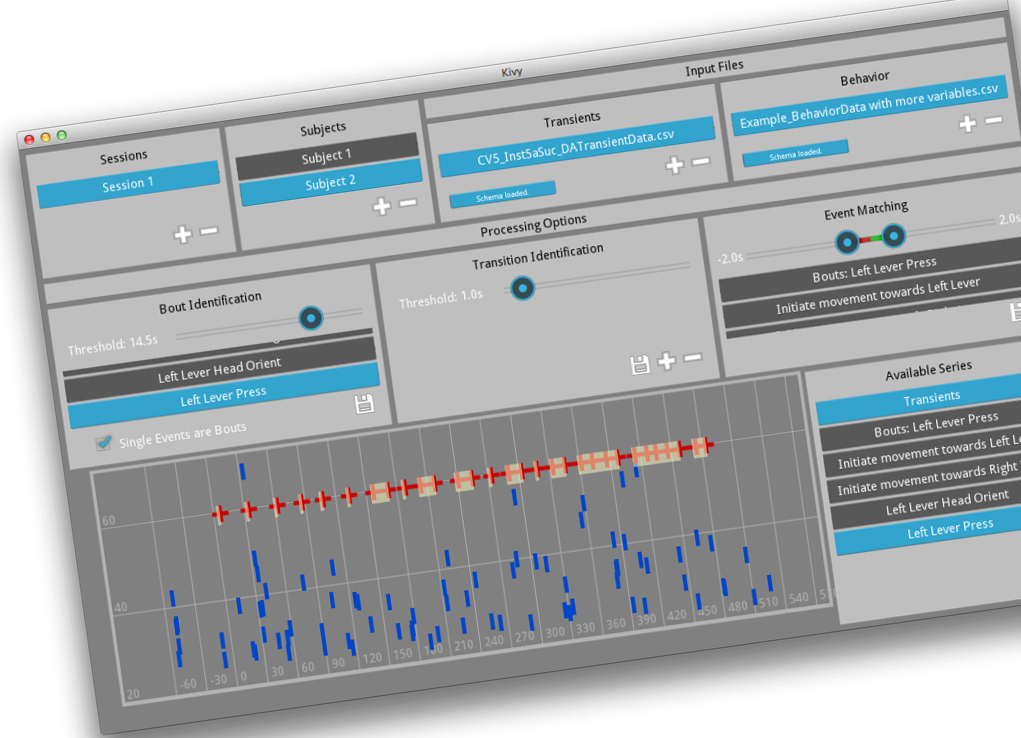 Kivy
Input Files
Sessions
Session 1
Subjects
Subject 1
Subject 2
Transients
CV5_Inst5aSuc_DATransientData.csv
Schema loaded.
Behavior
Example_BehaviorData with more variables.csv
Schema loaded.
Processing Options
Bout Identification
Threshold: 14.5s
Left Lever Head Orient
Left Lever Press
Single Events are Bouts
Transition Identification
Threshold: 1.0s
Event Matching
-2.0s
2.0s
Bouts: Left Lever Press
Initiate movement towards Left Lever
Available Series
Transients
Bouts: Left Lever Press
Initiate movement towards Left Le
Initiate movement towards Right
Left Lever Head Orient
Left Lever Press
60
40
20
-60 -30 0 30 60 90 120 150 180 210 240 270 300 330 360 390 420 450 480 510 540